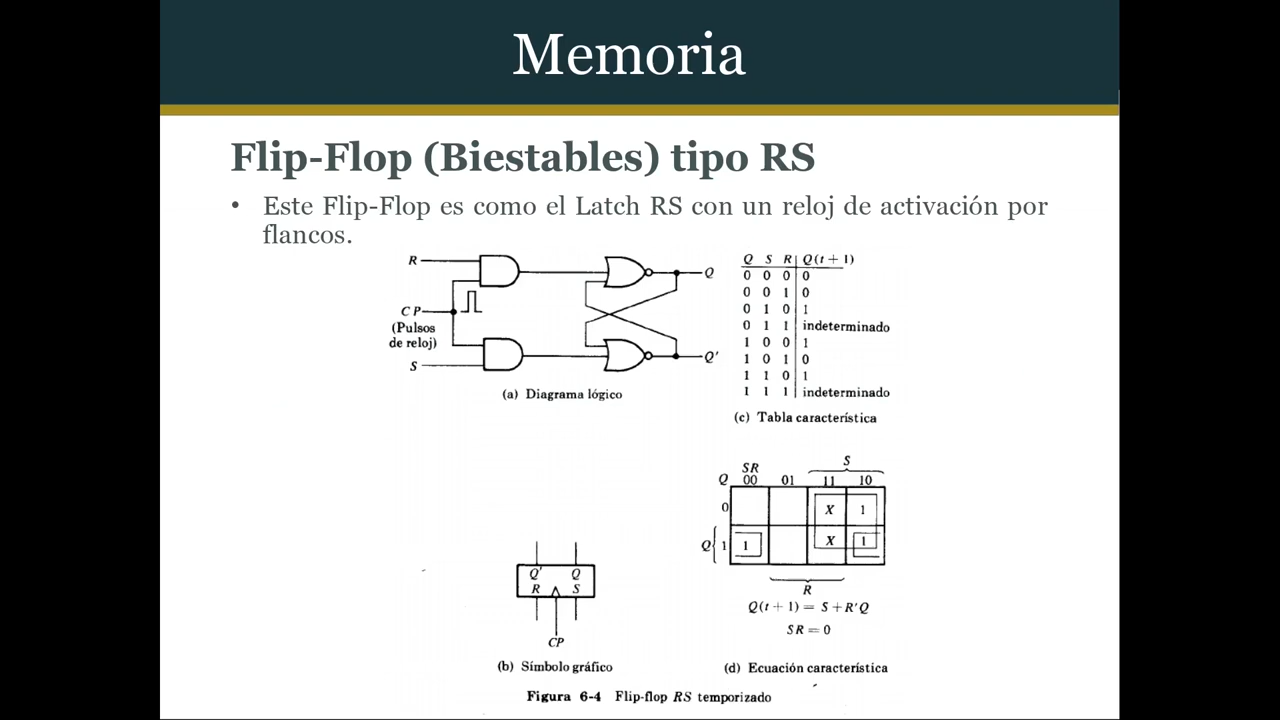 Memoria
Flip-Flop (Biestables) tipo RS
• Este Flip-Flop es como el Latch RS con un reloj de activación por
flancos.
R
CP
(Pulsos
de reloj)
S
Q
Q'
(a) Diagrama lógico
Q S R Q(t + 1)
0 0 0 0
0 0 1 0
0 1 0 1
0 1 1 indeterminado
1 0 0 1
1 0 1 0
1 1 0 1
1 1 1 indeterminado
(c) Tabla característica
Q' Q
R S
CP
(b) Símbolo gráfico
S
SR
Q 00 01 11 10
0 X 1
Q 1 1 X 1
R
Q(t + 1) = S + R'Q
SR = 0
(d) Ecuación característica
Figura 6-4 Flip-flop RS temporizado